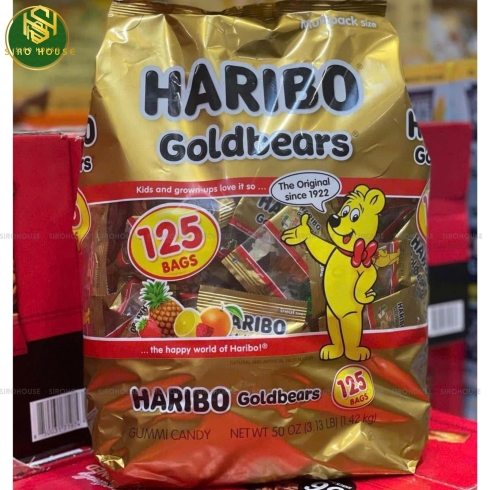 SIRO HOUSE
Multipack size
HARIBO
Goldbears®
Kids and grown-ups love it so ...
The Original
since 1922
125
BAGS
ARIBO
... the happy world of Haribo!®
HARIBO Goldbears
125
BAGS
GUMMI CANDY
NET WT 50 OZ (3.13 LB) (1.42 kg)
SIROHOUSE